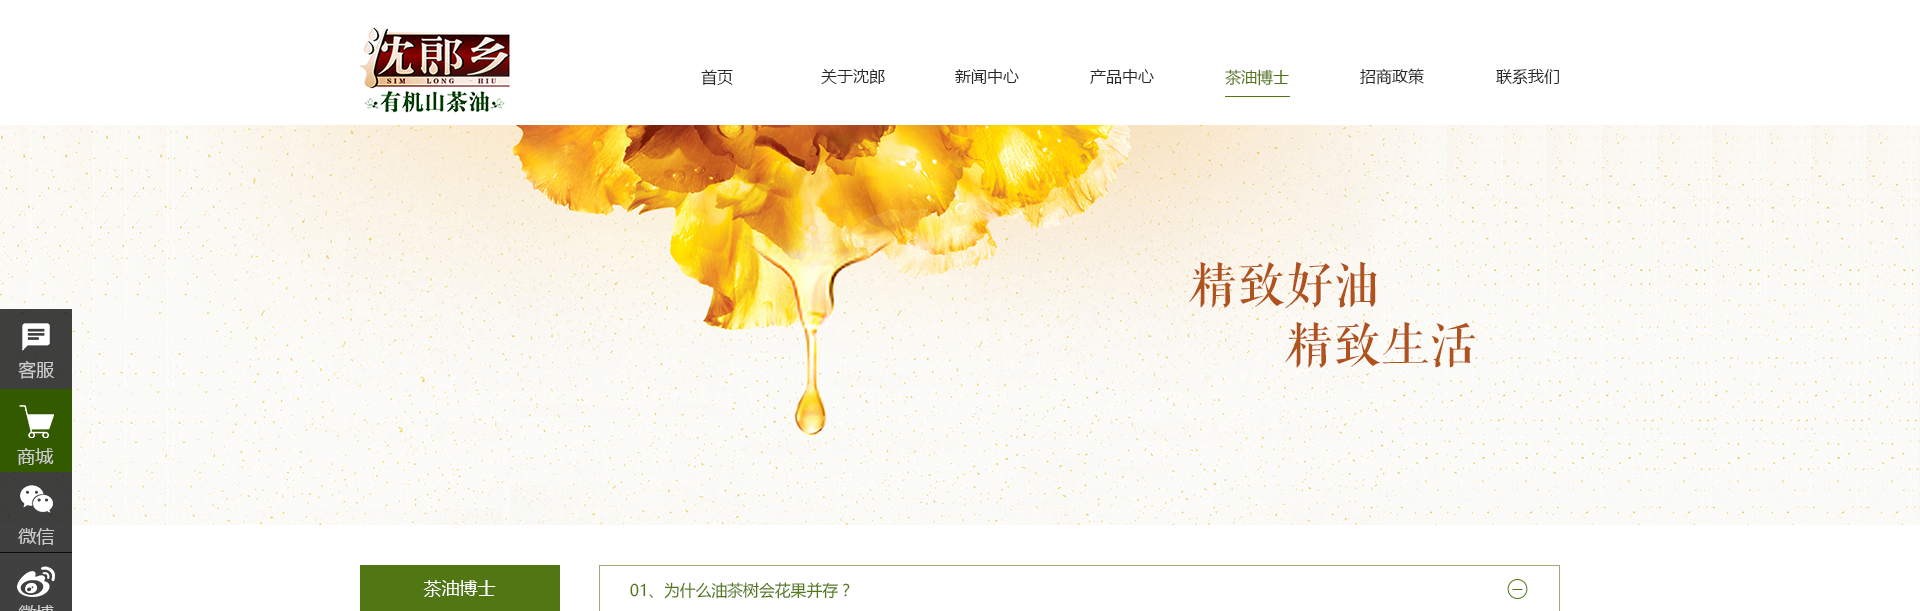 沈郎乡
SIM LONG HIU
有机山茶油
首页 关于沈郎 新闻中心 产品中心 茶油博士 招商政策 联系我们
精致好油
精致生活
客服
商城
微信
微博
茶油博士
01、为什么油茶树会花果并存？